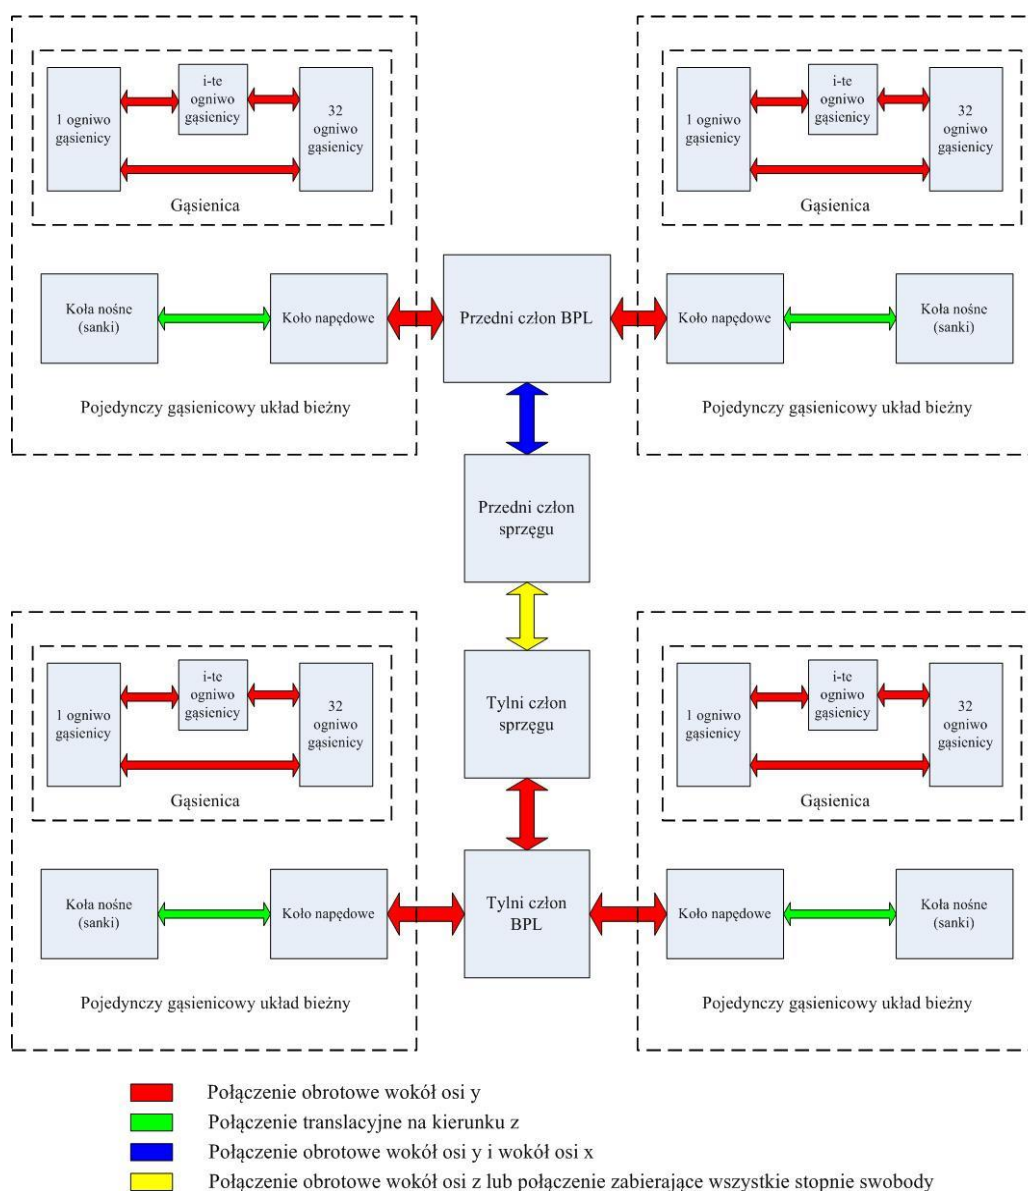 1 ogniwo
gąsienicy
i-te
ogniwo
gąsienicy
32
ogniwo
gąsienicy
Gąsienica
Koła nośne
(sanki)
Koło napędowe
Pojedynczy gąsienicowy układ bieżny
Przedni człon BPL
1 ogniwo
gąsienicy
i-te
ogniwo
gąsienicy
32
ogniwo
gąsienicy
Gąsienica
Koło napędowe
Koła nośne
(sanki)
Pojedynczy gąsienicowy układ bieżny
Przedni człon
sprzęgu
Tylni człon
sprzęgu
1 ogniwo
gąsienicy
i-te
ogniwo
gąsienicy
32
ogniwo
gąsienicy
Gąsienica
Koła nośne
(sanki)
Koło napędowe
Pojedynczy gąsienicowy układ bieżny
Tylni człon
BPL
1 ogniwo
gąsienicy
i-te
ogniwo
gąsienicy
32
ogniwo
gąsienicy
Gąsienica
Koło napędowe
Koła nośne
(sanki)
Pojedynczy gąsienicowy układ bieżny
Połączenie obrotowe wokół osi y
Połączenie translacyjne na kierunku z
Połączenie obrotowe wokół osi y i wokół osi x
Połączenie obrotowe wokół osi z lub połączenie zabierające wszystkie stopnie swobody